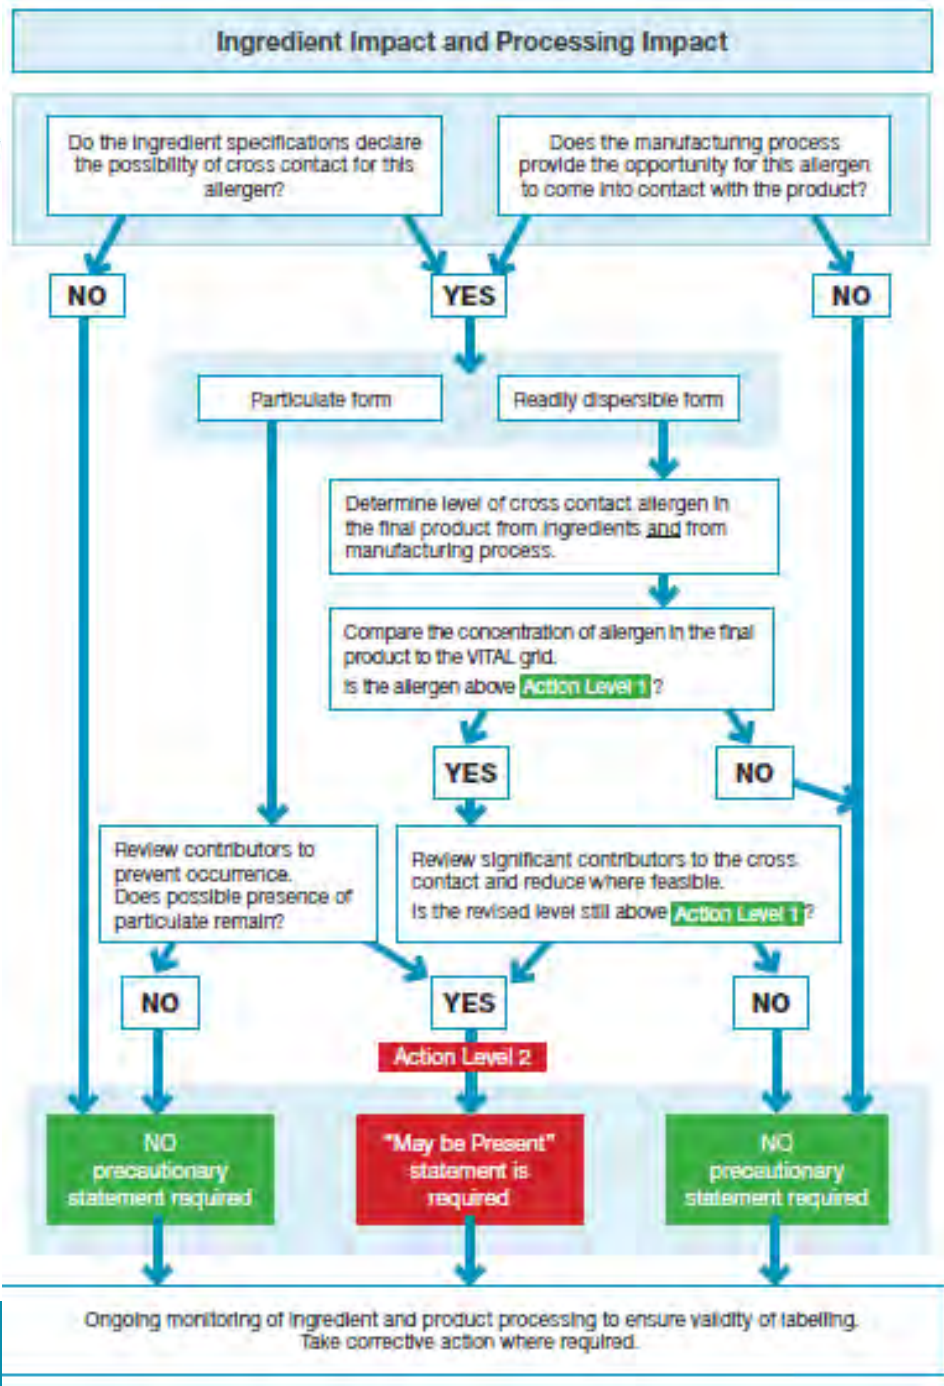 Ingredient Impact and Processing Impact
Do the ingredient specifications declare
the possibility of cross contact for this
allergen?
Does the manufacturing process
provide the opportunity for this allergen
to come into contact with the product?
NO
YES
NO
Particulate form
Readily dispersible form
Determine level of cross contact allergen in
the final product from ingredients and from
manufacturing process.
Compare the concentration of allergen in the final
product to the VITAL grid.
Is the allergen above Action Level 1 ?
YES
NO
Review contributors to
prevent occurrence.
Does possible presence of
particulate remain?
Review significant contributors to the cross
contact and reduce where feasible.
Is the revised level still above Action Level 1 ?
NO
YES
NO
Action Level 2
NO
precautionary
statement required
"May be Present"
statement is
required
NO
precautionary
statement required
Ongoing monitoring of ingredient and product processing to ensure validity of labelling.
Take corrective action where required.